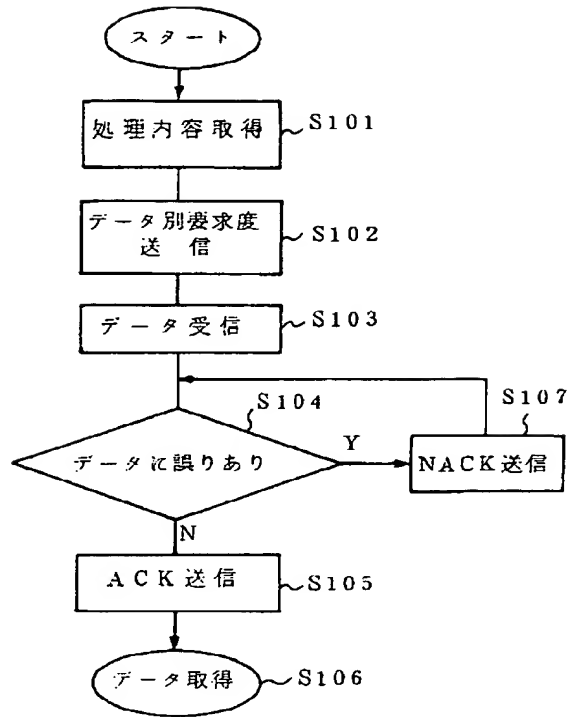 スタート
処理内容取得
S101
データ別要求度
送信
S102
データ受信
S103
S104
データに誤りあり
Y
S107
NACK送信
N
ACK送信
S105
データ取得
S106